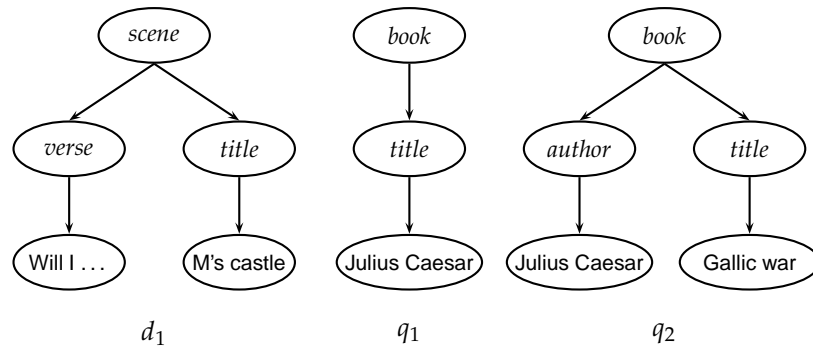 scene book book
verse title title author title
Will I . . . M's castle Julius Caesar Julius Caesar Gallic war
d1 q1 q2